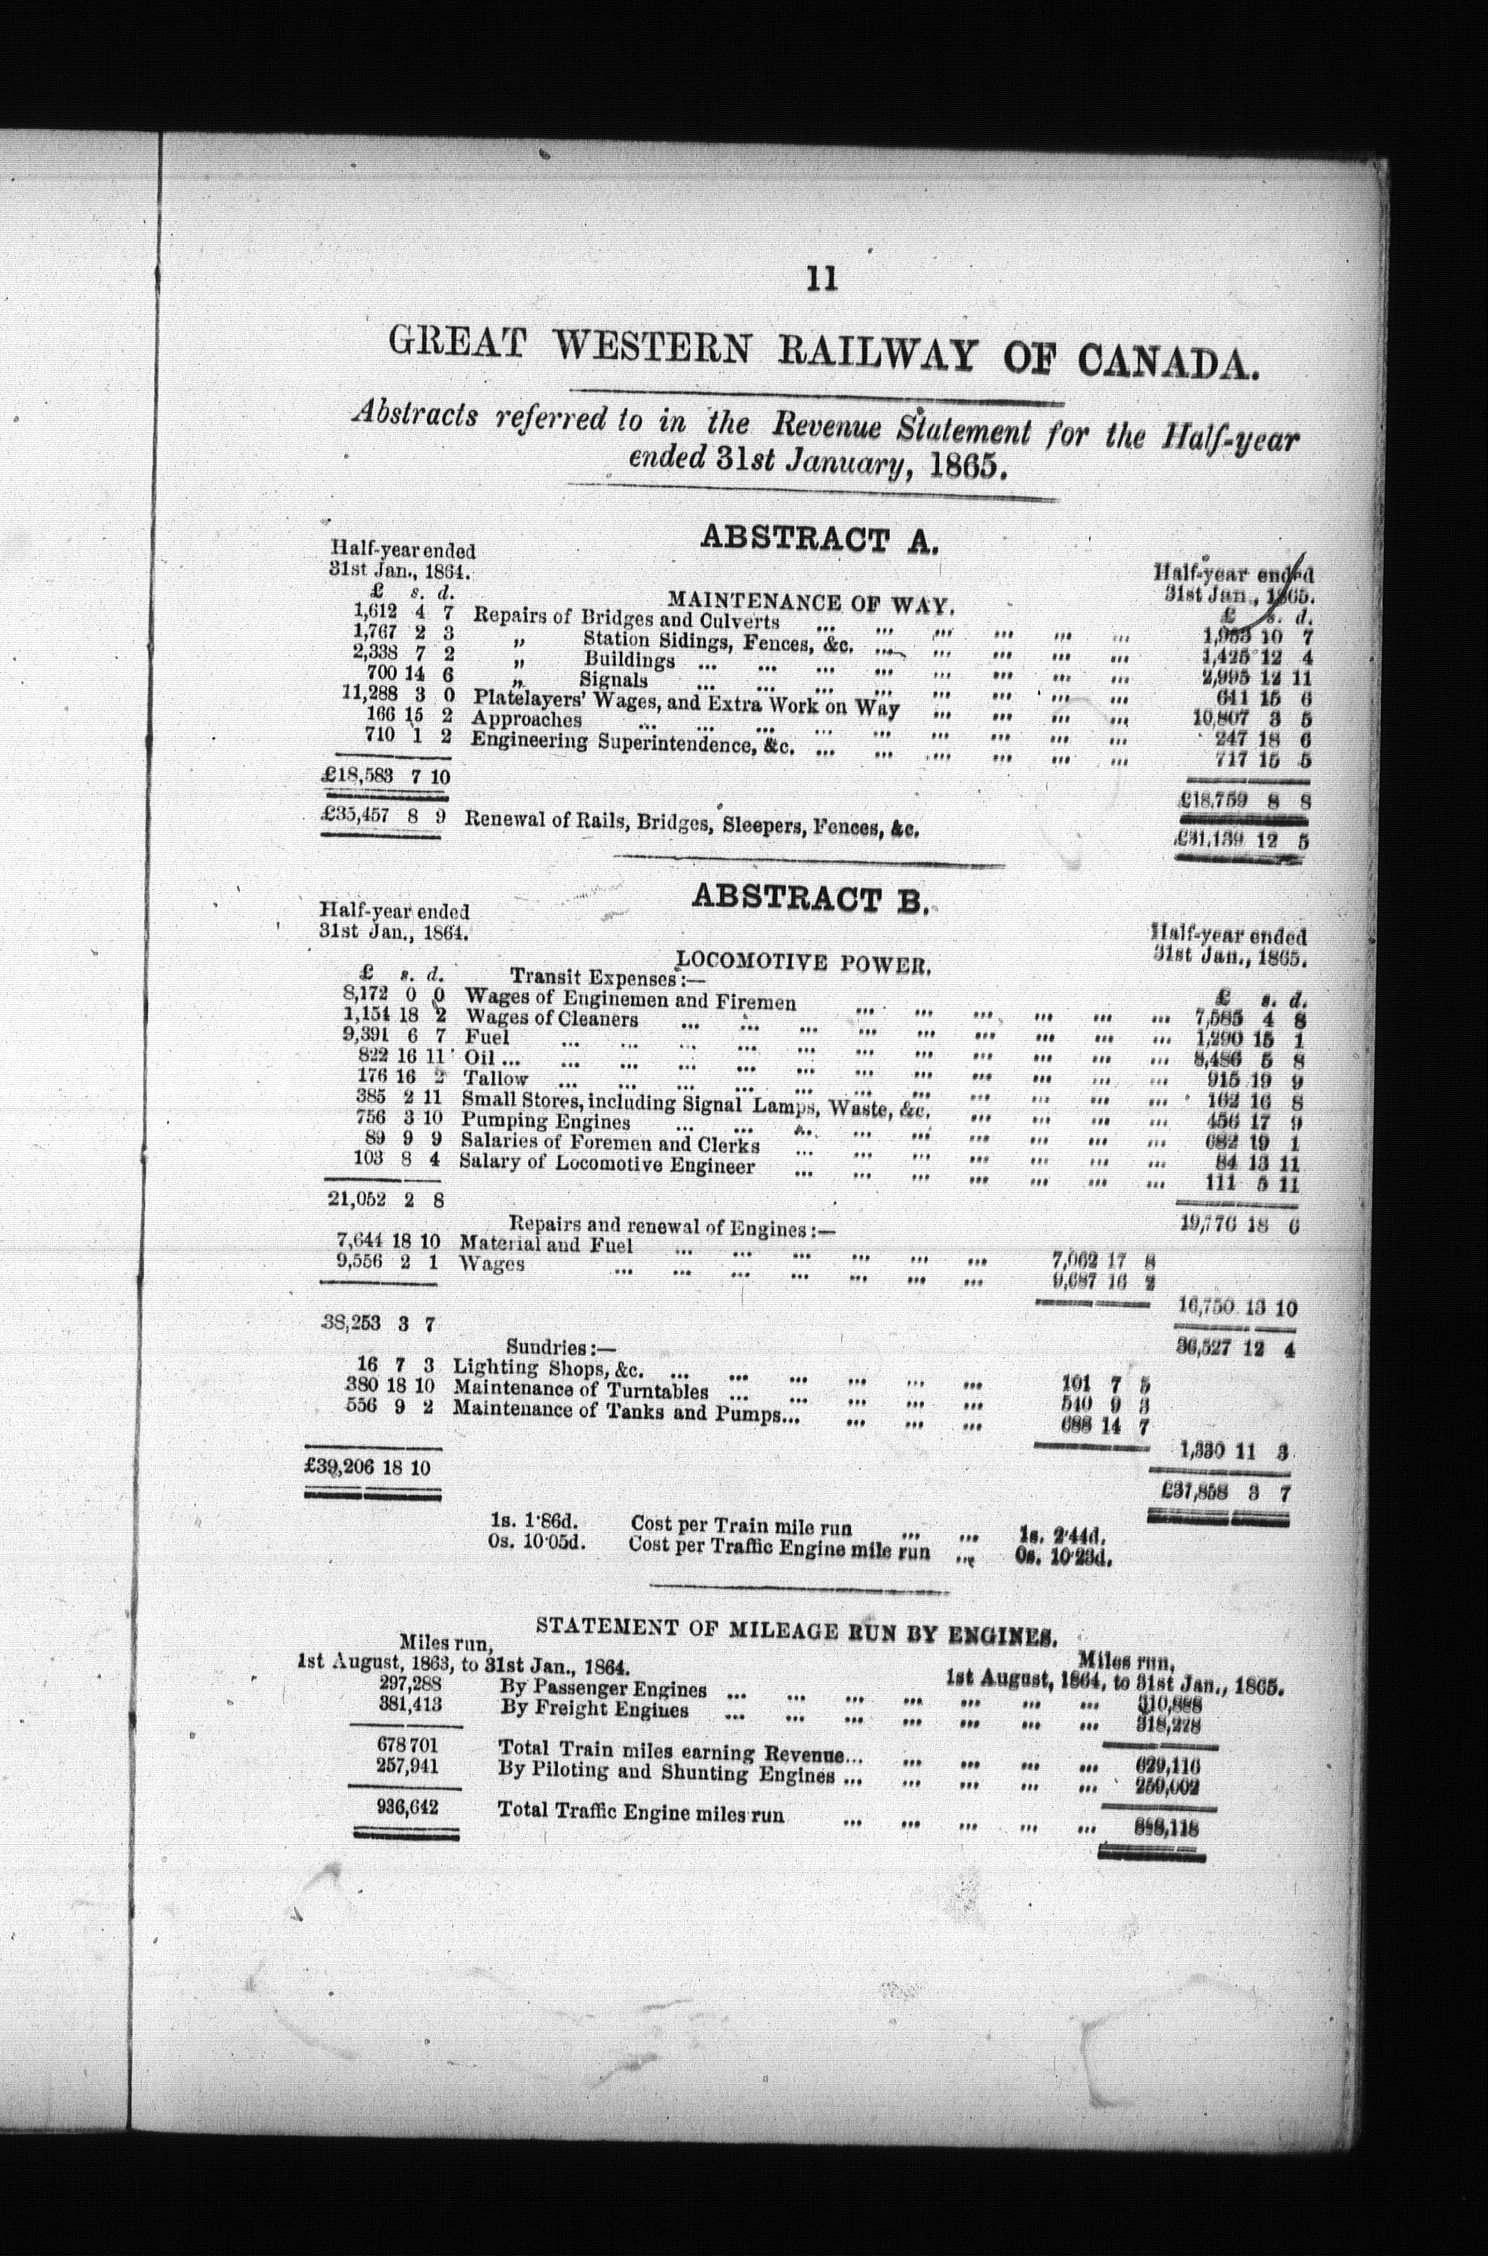 11
GREAT WESTERN RAILWAY OF CANADA.
Abstracts referred to in the Revenue Statement for the Half-year
ended 31st January, 1865.
ABSTRACT A.
Half-year ended
31st Jan., 1864.
Half-year ended
31st Jan., 1865.
£ s. d.
MAINTENANCE OF WAY.
£ s. d.
1,612 4 7 Repairs of Bridges and Culverts ... ... ... ... ... ... 1,953 10 7
1,767 2 3 „ Station Sidings, Fences, &c. ... ... ... ... ... 1,425 12 4
2,338 7 2 „ Buildings ... ... ... ... ... ... ... ... 2,995 12 11
700 14 6 „ Signals ... ... ... ... ... ... ... ... 611 15 6
11,288 3 0 Platelayers' Wages, and Extra Work on Way ... ... ... ... 10,807 3 5
166 15 2 Approaches ... ... ... ... ... ... ... ... ... 247 18 6
710 1 2 Engineering Superintendence, &c. ... ... ... ... ... ... 717 15 5
£18,583 7 10 £18,759 8 8
£35,457 8 9 Renewal of Rails, Bridges, Sleepers, Fences, &c. £31,139 12 5
ABSTRACT B.
Half-year ended
31st Jan., 1864.
Half-year ended
31st Jan., 1865.
LOCOMOTIVE POWER.
£ s. d. Transit Expenses:— £ s. d.
8,172 0 0 Wages of Enginemen and Firemen ... ... ... ... ... ... 7,585 4 8
1,154 18 2 Wages of Cleaners ... ... ... ... ... ... ... ... ... 1,290 15 1
9,391 6 7 Fuel ... ... ... ... ... ... ... ... ... ... ... 8,486 5 8
822 16 11 Oil ... ... ... ... ... ... ... ... ... ... ... ... 915 19 9
176 16 2 Tallow ... ... ... ... ... ... ... ... ... ... ... 162 16 8
385 2 11 Small Stores, including Signal Lamps, Waste, &c. ... ... ... ... 456 17 9
756 3 10 Pumping Engines ... ... ... ... ... ... ... ... ... 682 19 1
89 9 9 Salaries of Foremen and Clerks ... ... ... ... ... ... ... 84 13 11
103 8 4 Salary of Locomotive Engineer ... ... ... ... ... ... ... 111 5 11
21,052 2 8 19,776 18 6
Repairs and renewal of Engines:—
7,644 18 10 Material and Fuel ... ... ... ... ... ... 7,062 17 8
9,556 2 1 Wages ... ... ... ... ... ... ... 9,687 16 2
16,750 13 10
38,253 3 7 36,527 12 4
Sundries:—
16 7 3 Lighting Shops, &c. ... ... ... ... ... ... 101 7 5
380 18 10 Maintenance of Turntables ... ... ... ... ... 540 9 3
556 9 2 Maintenance of Tanks and Pumps... ... ... ... 688 14 7
1,330 11 3
£39,206 18 10 £37,858 3 7
1s. 1·86d. Cost per Train mile run ... ... 1s. 2·44d.
0s. 10·05d. Cost per Traffic Engine mile run ... 0s. 10·23d.
STATEMENT OF MILEAGE RUN BY ENGINES.
Miles run,
1st August, 1863, to 31st Jan., 1864.
Miles run,
1st August, 1864, to 31st Jan., 1865.
297,288 By Passenger Engines ... ... ... ... ... ... ... 310,888
381,413 By Freight Engines ... ... ... ... ... ... ... 318,228
678 701 Total Train miles earning Revenue... ... ... ... ... 629,116
257,941 By Piloting and Shunting Engines ... ... ... ... ... 259,002
936,642 Total Traffic Engine miles run ... ... ... ... ... 888,118